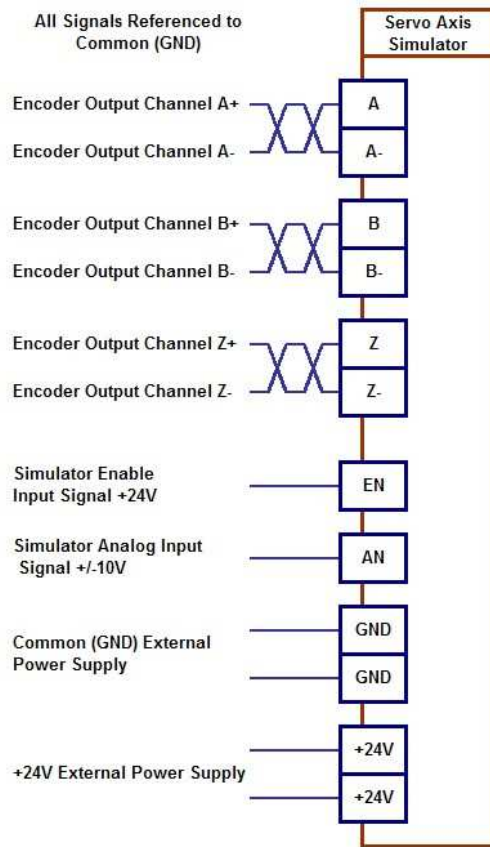 All Signals Referenced to
Common (GND)
Servo Axis
Simulator
Encoder Output Channel A+
A
Encoder Output Channel A-
A-
Encoder Output Channel B+
B
Encoder Output Channel B-
B-
Encoder Output Channel Z+
Z
Encoder Output Channel Z-
Z-
Simulator Enable
Input Signal +24V
EN
Simulator Analog Input
Signal +/-10V
AN
Common (GND) External
Power Supply
GND
GND
+24V External Power Supply
+24V
+24V